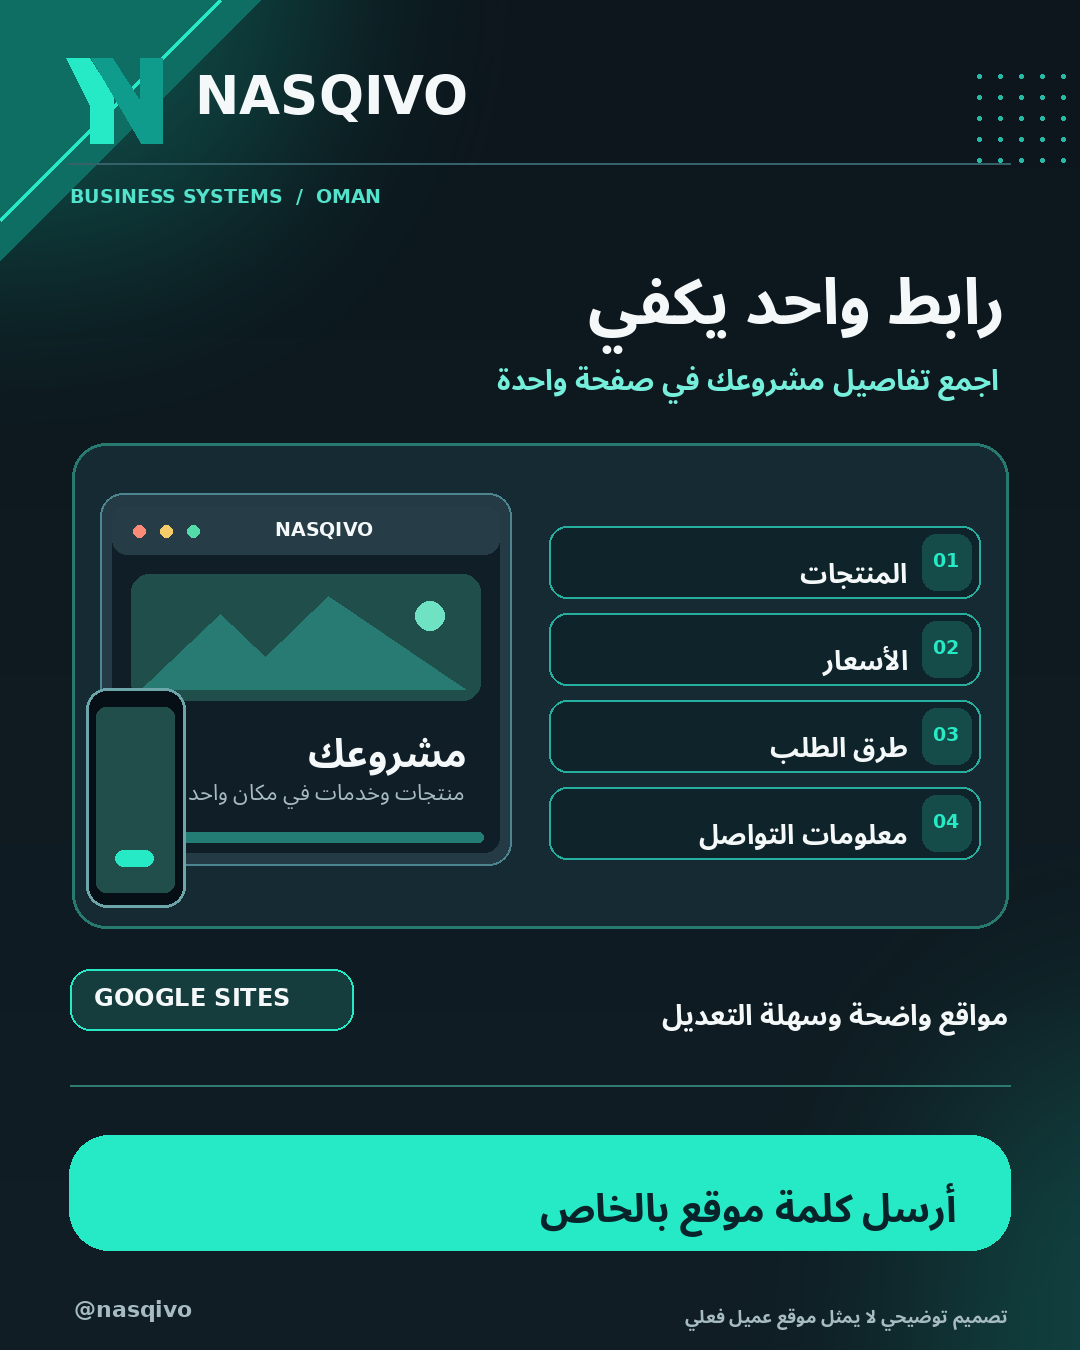 NASQIVO
BUSINESS SYSTEMS / OMAN
رابط واحد يكفي
اجمع تفاصيل مشروعك في صفحة واحدة
NASQIVO
مشروعك
منتجات وخدمات في مكان واحد
01 المنتجات
02 الأسعار
03 طرق الطلب
04 معلومات التواصل
GOOGLE SITES
مواقع واضحة وسهلة التعديل
أرسل كلمة موقع بالخاص
@nasqivo
تصميم توضيحي لا يمثل موقع عميل فعلي